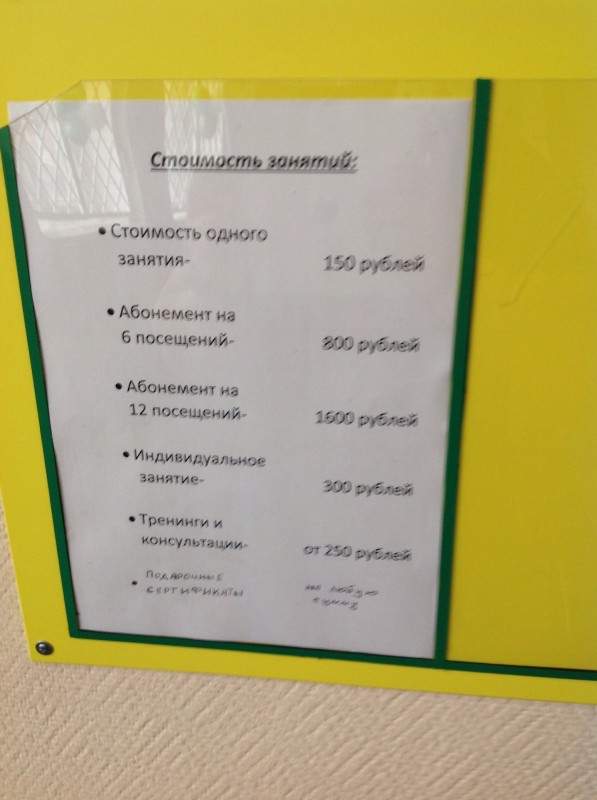 Стоимость занятий:
• Стоимость одного
занятия- 150 рублей
• Абонемент на
6 посещений- 800 рублей
• Абонемент на
12 посещений- 1600 рублей
• Индивидуальное
занятие- 300 рублей
• Тренинги и
консультации- от 250 рублей
• ПОДАРОЧНЫЕ на любую
СЕРТИФИКАТЫ сумму